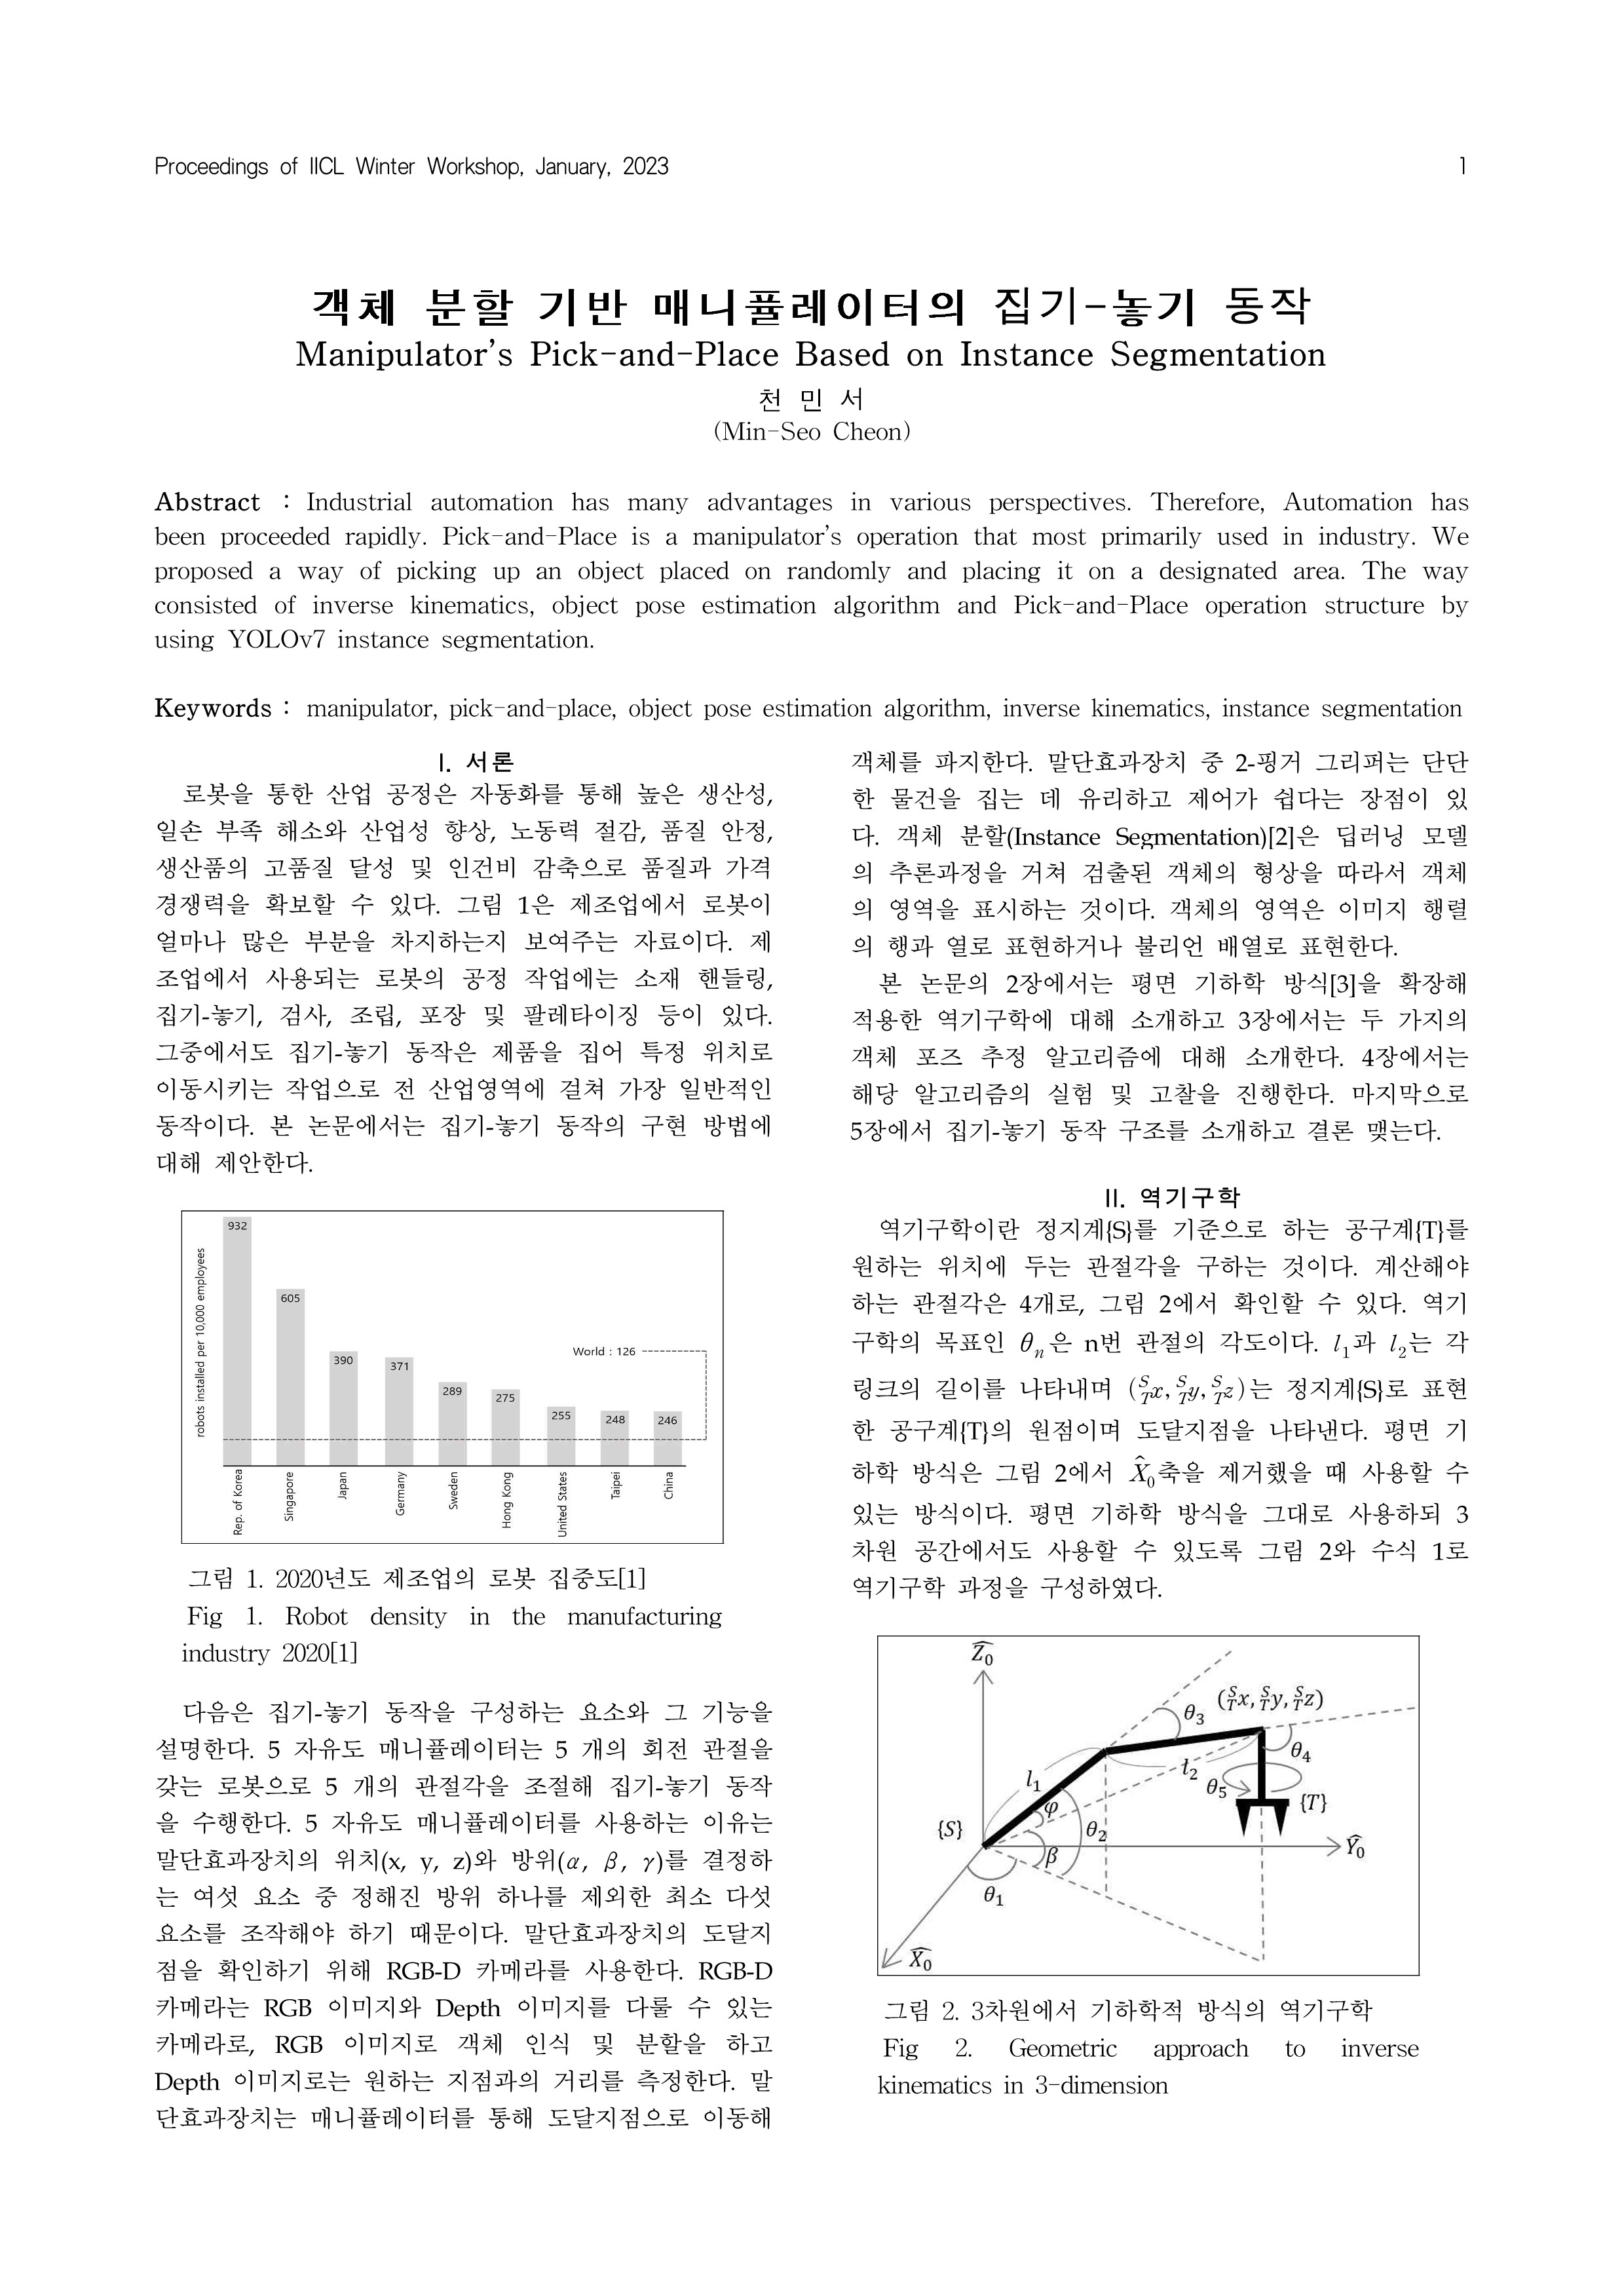 Proceedings of IICL Winter Workshop, January, 2023 1
객체 분할 기반 매니퓰레이터의 집기-놓기 동작
Manipulator's Pick-and-Place Based on Instance Segmentation
천 민 서
(Min-Seo Cheon)
Abstract : Industrial automation has many advantages in various perspectives. Therefore, Automation has
been proceeded rapidly. Pick-and-Place is a manipulator's operation that most primarily used in industry. We
proposed a way of picking up an object placed on randomly and placing it on a designated area. The way
consisted of inverse kinematics, object pose estimation algorithm and Pick-and-Place operation structure by
using YOLOv7 instance segmentation.
Keywords : manipulator, pick-and-place, object pose estimation algorithm, inverse kinematics, instance segmentation
I. 서론
로봇을 통한 산업 공정은 자동화를 통해 높은 생산성,
일손 부족 해소와 산업성 향상, 노동력 절감, 품질 안정,
생산품의 고품질 달성 및 인건비 감축으로 품질과 가격
경쟁력을 확보할 수 있다. 그림 1은 제조업에서 로봇이
얼마나 많은 부분을 차지하는지 보여주는 자료이다. 제
조업에서 사용되는 로봇의 공정 작업에는 소재 핸들링,
집기-놓기, 검사, 조립, 포장 및 팔레타이징 등이 있다.
그중에서도 집기-놓기 동작은 제품을 집어 특정 위치로
이동시키는 작업으로 전 산업영역에 걸쳐 가장 일반적인
동작이다. 본 논문에서는 집기-놓기 동작의 구현 방법에
대해 제안한다.
robots installed per 10,000 employees
932
605
390
371
289
275
255
248
246
World : 126
Rep. of Korea
Singapore
Japan
Germany
Sweden
Hong Kong
United States
Taipei
China
그림 1. 2020년도 제조업의 로봇 집중도[1]
Fig 1. Robot density in the manufacturing
industry 2020[1]
다음은 집기-놓기 동작을 구성하는 요소와 그 기능을
설명한다. 5 자유도 매니퓰레이터는 5 개의 회전 관절을
갖는 로봇으로 5 개의 관절각을 조절해 집기-놓기 동작
을 수행한다. 5 자유도 매니퓰레이터를 사용하는 이유는
말단효과장치의 위치(x, y, z)와 방위(α, β, γ)를 결정하
는 여섯 요소 중 정해진 방위 하나를 제외한 최소 다섯
요소를 조작해야 하기 때문이다. 말단효과장치의 도달지
점을 확인하기 위해 RGB-D 카메라를 사용한다. RGB-D
카메라는 RGB 이미지와 Depth 이미지를 다룰 수 있는
카메라로, RGB 이미지로 객체 인식 및 분할을 하고
Depth 이미지로는 원하는 지점과의 거리를 측정한다. 말
단효과장치는 매니퓰레이터를 통해 도달지점으로 이동해
객체를 파지한다. 말단효과장치 중 2-핑거 그리퍼는 단단
한 물건을 집는 데 유리하고 제어가 쉽다는 장점이 있
다. 객체 분할(Instance Segmentation)[2]은 딥러닝 모델
의 추론과정을 거쳐 검출된 객체의 형상을 따라서 객체
의 영역을 표시하는 것이다. 객체의 영역은 이미지 행렬
의 행과 열로 표현하거나 불리언 배열로 표현한다.
본 논문의 2장에서는 평면 기하학 방식[3]을 확장해
적용한 역기구학에 대해 소개하고 3장에서는 두 가지의
객체 포즈 추정 알고리즘에 대해 소개한다. 4장에서는
해당 알고리즘의 실험 및 고찰을 진행한다. 마지막으로
5장에서 집기-놓기 동작 구조를 소개하고 결론 맺는다.
II. 역기구학
역기구학이란 정지계{S}를 기준으로 하는 공구계{T}를
원하는 위치에 두는 관절각을 구하는 것이다. 계산해야
하는 관절각은 4개로, 그림 2에서 확인할 수 있다. 역기
구학의 목표인 θₙ은 n번 관절의 각도이다. l₁과 l₂는 각
링크의 길이를 나타내며 (ˢ_T x, ˢ_T y, ˢ_T z)는 정지계{S}로 표현
한 공구계{T}의 원점이며 도달지점을 나타낸다. 평면 기
하학 방식은 그림 2에서 X̂₀축을 제거했을 때 사용할 수
있는 방식이다. 평면 기하학 방식을 그대로 사용하되 3
차원 공간에서도 사용할 수 있도록 그림 2와 수식 1로
역기구학 과정을 구성하였다.
Ẑ₀
(ˢ_T x, ˢ_T y, ˢ_T z)
θ₃
θ₄
l₁
l₂
θ₅
φ
{T}
{S}
θ₂
Ŷ₀
β
θ₁
X̂₀
그림 2. 3차원에서 기하학적 방식의 역기구학
Fig 2. Geometric approach to inverse
kinematics in 3-dimension